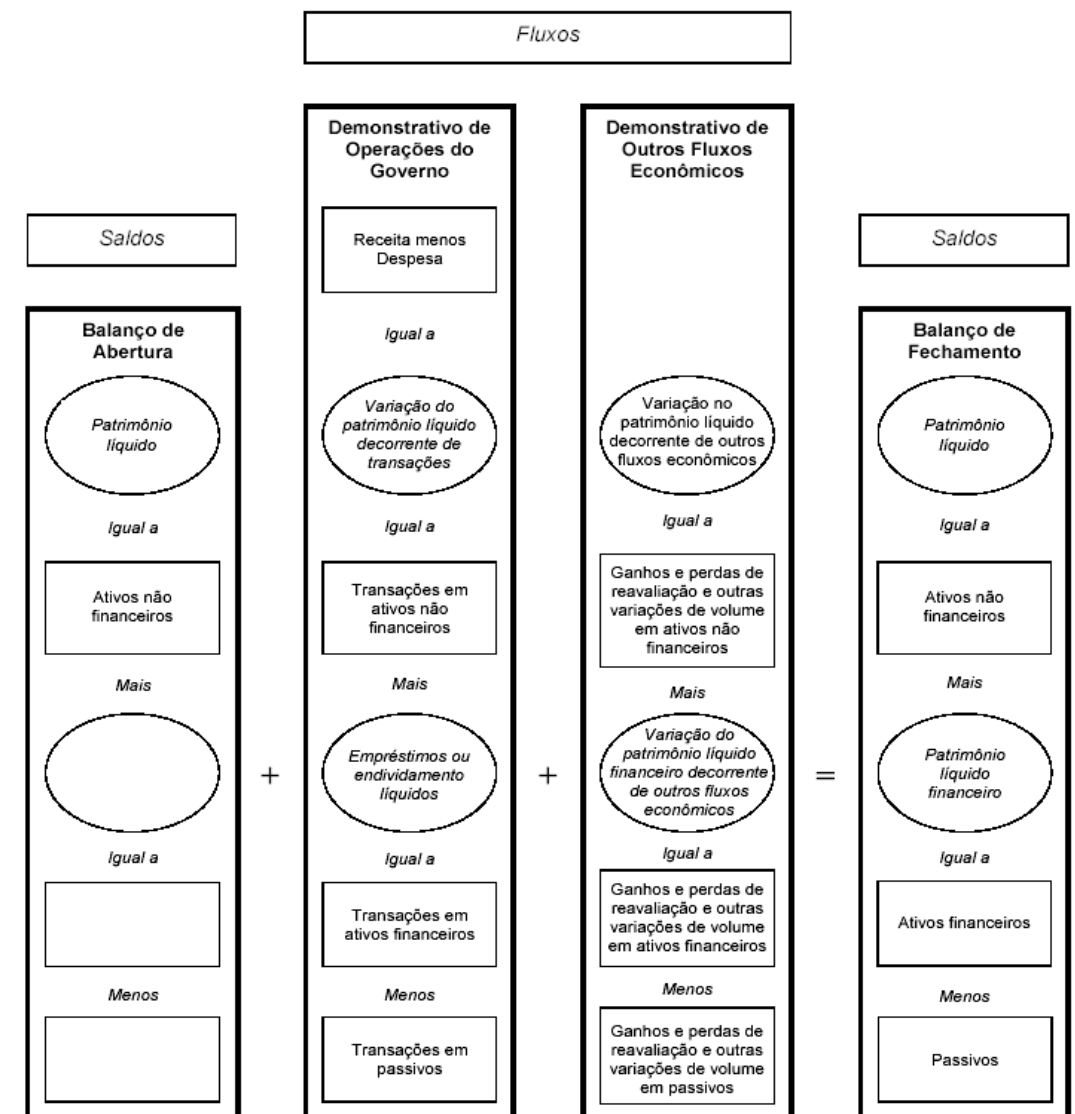 Fluxos
Saldos
Balanço de
Abertura
Patrimônio
líquido
Igual a
Ativos não
financeiros
Mais
Igual a
Menos
+
Demonstrativo de
Operações do
Governo
Receita menos
Despesa
Igual a
Variação do
patrimônio líquido
decorrente de
transações
Igual a
Transações em
ativos não
financeiros
Mais
Empréstimos ou
endividamento
líquidos
Igual a
Transações em
ativos financeiros
Menos
Transações em
passivos
+
Demonstrativo de
Outros Fluxos
Econômicos
Variação no
patrimônio líquido
decorrente de outros
fluxos econômicos
Igual a
Ganhos e perdas de
reavaliação e outras
variações de volume
em ativos não
financeiros
Mais
Variação do
patrimônio líquido
financeiro decorrente
de outros fluxos
econômicos
Igual a
Ganhos e perdas de
reavaliação e outras
variações de volume
em ativos financeiros
Menos
Ganhos e perdas de
reavaliação e outras
variações de volume
em passivos
=
Saldos
Balanço de
Fechamento
Patrimônio
líquido
Igual a
Ativos não
financeiros
Mais
Patrimônio
líquido
financeiro
Igual a
Ativos financeiros
Menos
Passivos